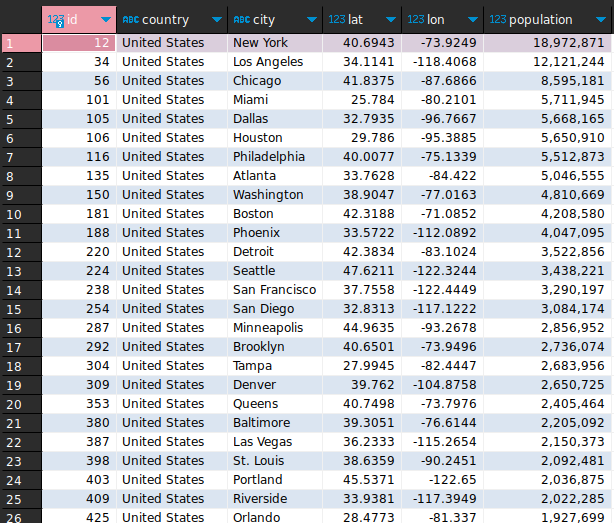 123 id ABC country ABC city 123 lat 123 lon 123 population
1 12 United States New York 40.6943 -73.9249 18,972,871
2 34 United States Los Angeles 34.1141 -118.4068 12,121,244
3 56 United States Chicago 41.8375 -87.6866 8,595,181
4 101 United States Miami 25.784 -80.2101 5,711,945
5 105 United States Dallas 32.7935 -96.7667 5,668,165
6 106 United States Houston 29.786 -95.3885 5,650,910
7 116 United States Philadelphia 40.0077 -75.1339 5,512,873
8 135 United States Atlanta 33.7628 -84.422 5,046,555
9 150 United States Washington 38.9047 -77.0163 4,810,669
10 181 United States Boston 42.3188 -71.0852 4,208,580
11 188 United States Phoenix 33.5722 -112.0892 4,047,095
12 220 United States Detroit 42.3834 -83.1024 3,522,856
13 224 United States Seattle 47.6211 -122.3244 3,438,221
14 238 United States San Francisco 37.7558 -122.4449 3,290,197
15 254 United States San Diego 32.8313 -117.1222 3,084,174
16 287 United States Minneapolis 44.9635 -93.2678 2,856,952
17 292 United States Brooklyn 40.6501 -73.9496 2,736,074
18 304 United States Tampa 27.9945 -82.4447 2,683,956
19 309 United States Denver 39.762 -104.8758 2,650,725
20 353 United States Queens 40.7498 -73.7976 2,405,464
21 380 United States Baltimore 39.3051 -76.6144 2,205,092
22 387 United States Las Vegas 36.2333 -115.2654 2,150,373
23 398 United States St. Louis 38.6359 -90.2451 2,092,481
24 403 United States Portland 45.5371 -122.65 2,036,875
25 409 United States Riverside 33.9381 -117.3949 2,022,285
26 425 United States Orlando 28.4773 -81.337 1,927,699